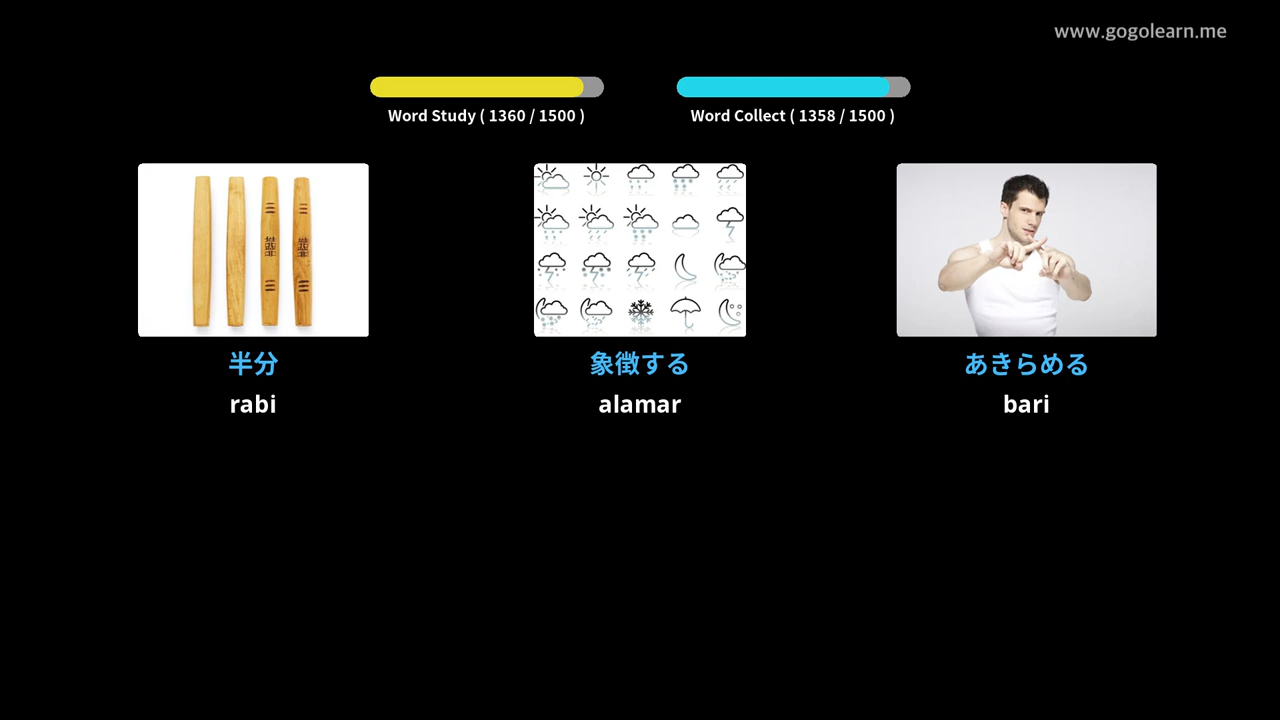 www.gogolearn.me
Word Study ( 1360 / 1500 )
Word Collect ( 1358 / 1500 )
半分
rabi
象徴する
alamar
あきらめる
bari